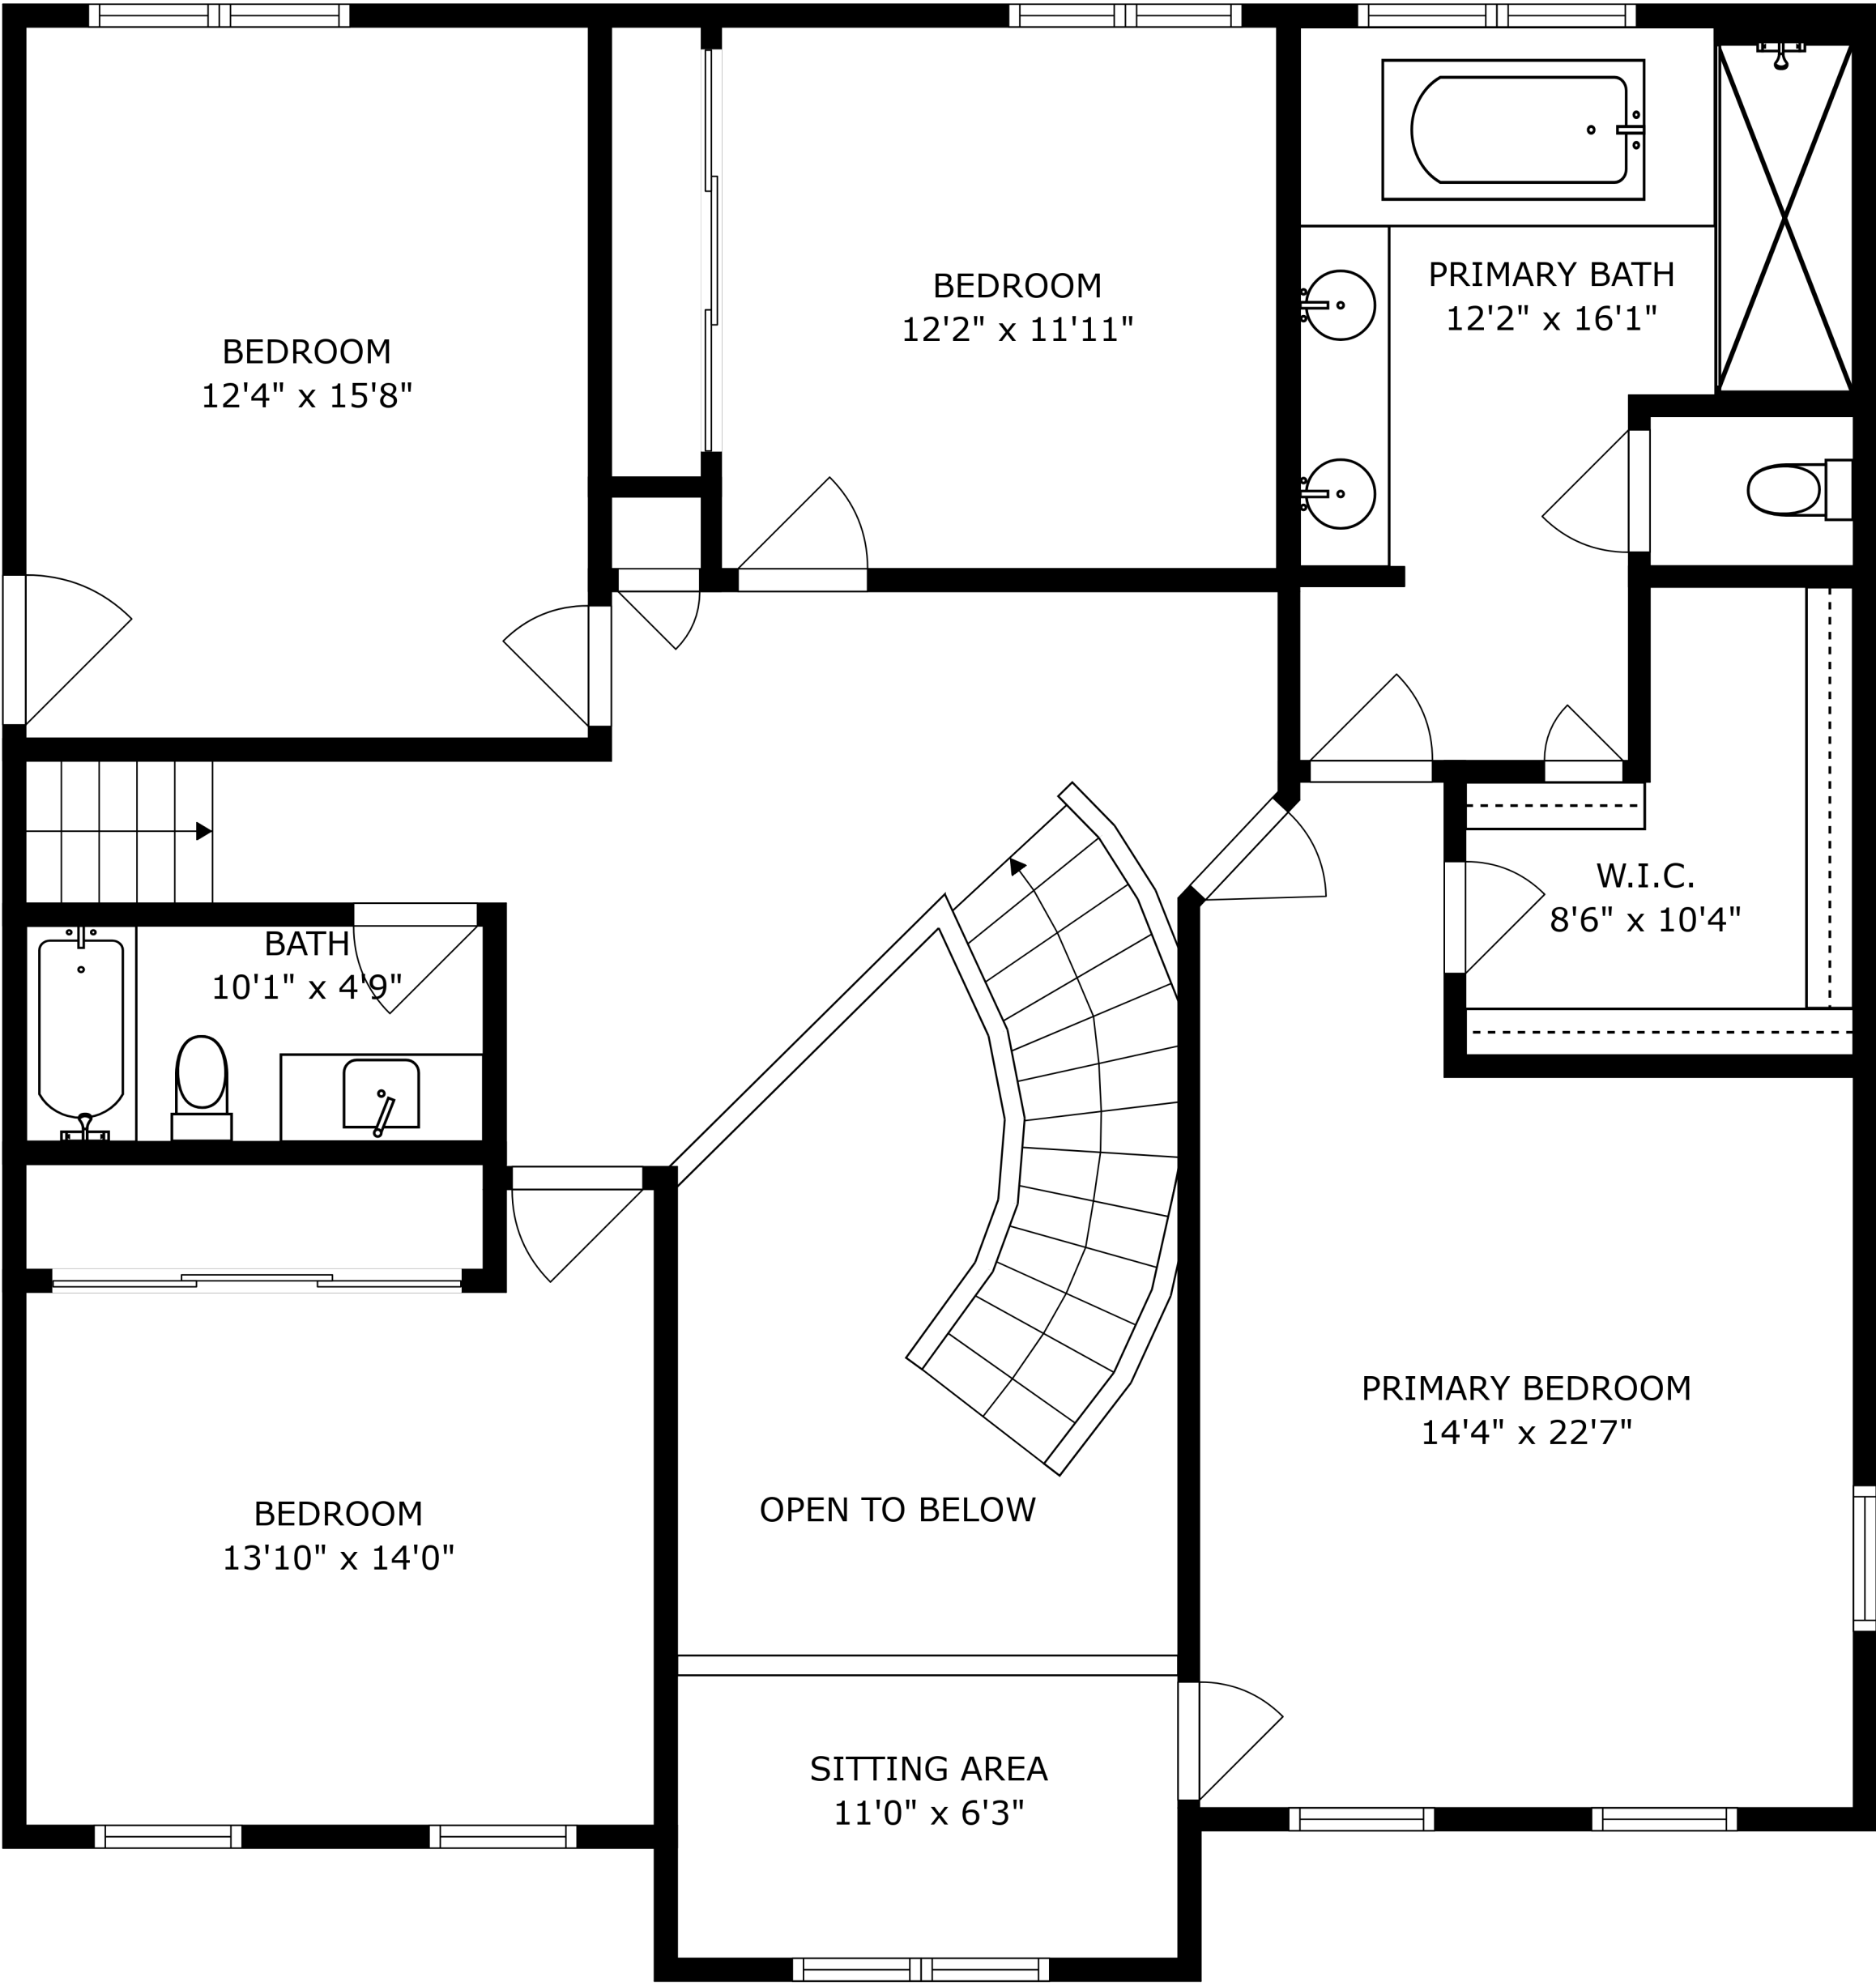 BEDROOM
12'4" x 15'8"
BEDROOM
12'2" x 11'11"
PRIMARY BATH
12'2" x 16'1"
W.I.C.
8'6" x 10'4"
BATH
10'1" x 4'9"
PRIMARY BEDROOM
14'4" x 22'7"
BEDROOM
13'10" x 14'0"
OPEN TO BELOW
SITTING AREA
11'0" x 6'3"